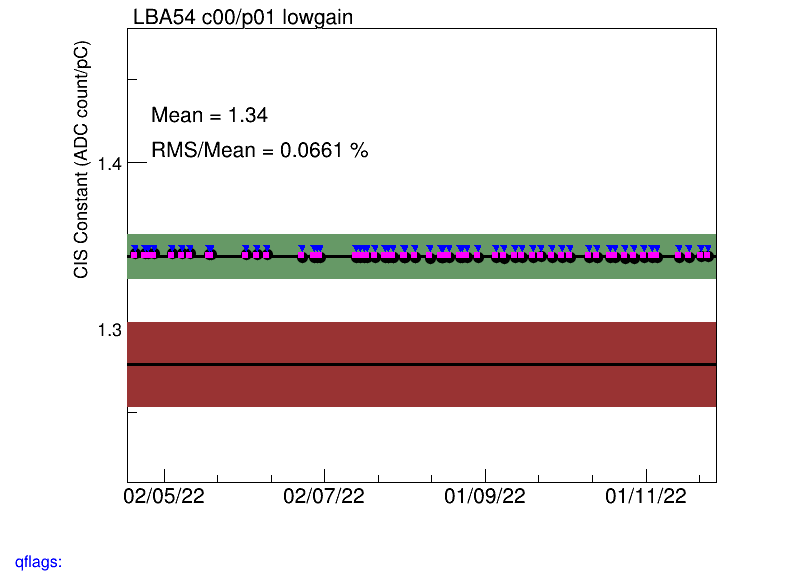 LBA54 c00/p01 lowgain
CIS Constant (ADC count/pC)
Mean = 1.34
RMS/Mean = 0.0661 %
1.4
1.3
02/05/22 02/07/22 01/09/22 01/11/22
qflags: